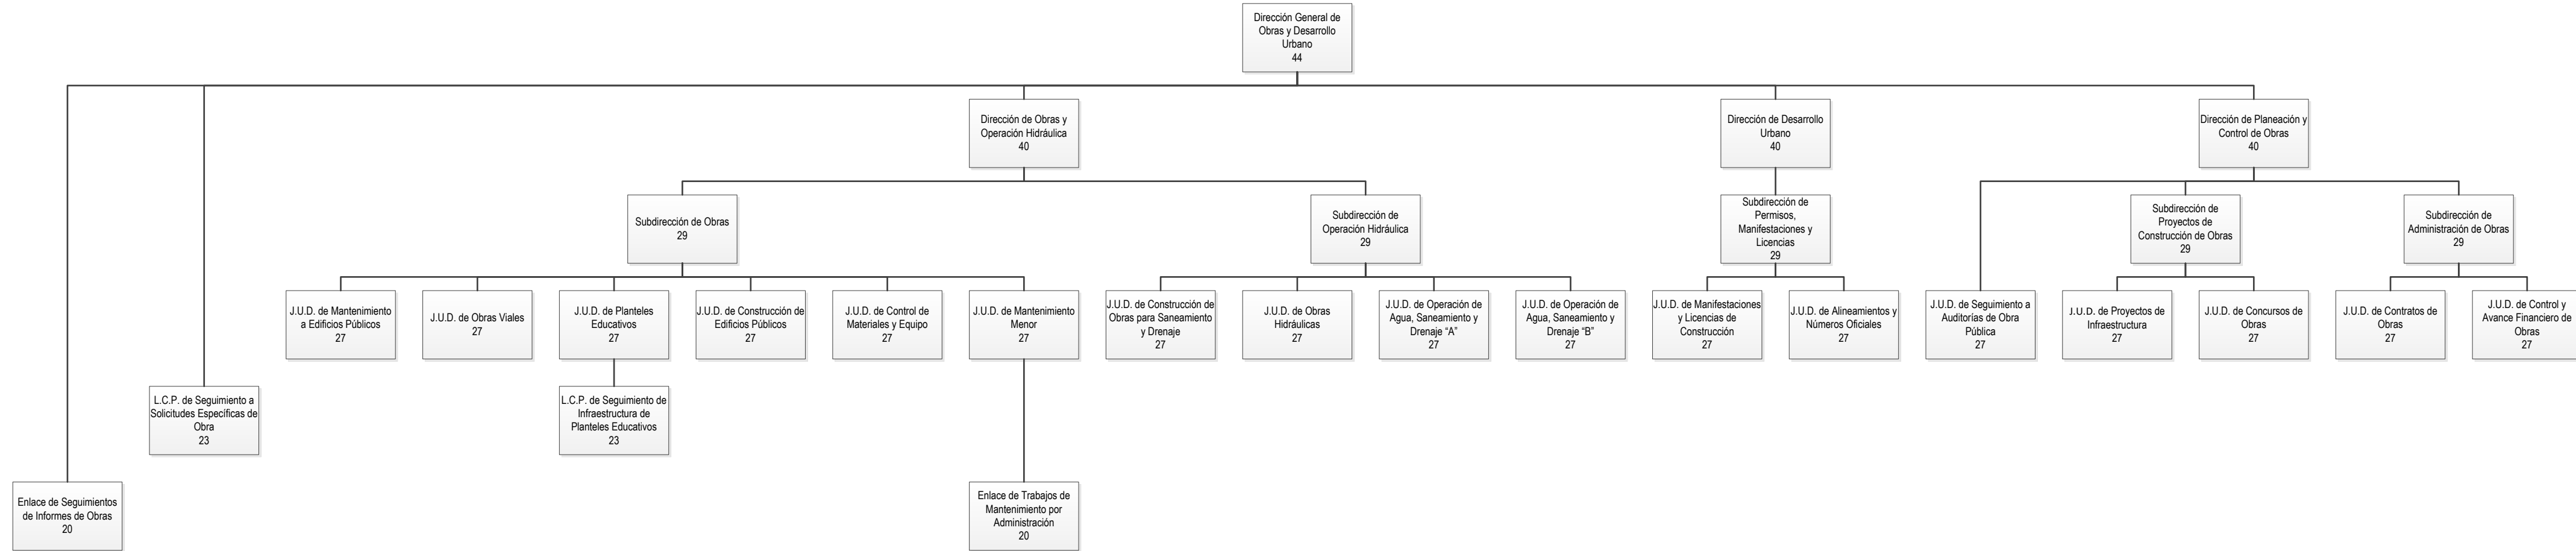 Dirección General de
Obras y Desarrollo
Urbano
44
Dirección de Obras y
Operación Hidráulica
40
Dirección de Desarrollo
Urbano
40
Dirección de Planeación y
Control de Obras
40
Subdirección de Obras
29
Subdirección de
Operación Hidráulica
29
Subdirección de
Permisos,
Manifestaciones y
Licencias
29
Subdirección de
Proyectos de
Construcción de Obras
29
Subdirección de
Administración de Obras
29
J.U.D. de Mantenimiento
a Edificios Públicos
27
J.U.D. de Obras Viales
27
J.U.D. de Planteles
Educativos
27
J.U.D. de Construcción de
Edificios Públicos
27
J.U.D. de Control de
Materiales y Equipo
27
J.U.D. de Mantenimiento
Menor
27
J.U.D. de Construcción de
Obras para Saneamiento
y Drenaje
27
J.U.D. de Obras
Hidráulicas
27
J.U.D. de Operación de
Agua, Saneamiento y
Drenaje “A”
27
J.U.D. de Operación de
Agua, Saneamiento y
Drenaje “B”
27
J.U.D. de Manifestaciones
y Licencias de
Construcción
27
J.U.D. de Alineamientos y
Números Oficiales
27
J.U.D. de Seguimiento a
Auditorías de Obra
Pública
27
J.U.D. de Proyectos de
Infraestructura
27
J.U.D. de Concursos de
Obras
27
J.U.D. de Contratos de
Obras
27
J.U.D. de Control y
Avance Financiero de
Obras
27
L.C.P. de Seguimiento a
Solicitudes Específicas de
Obra
23
L.C.P. de Seguimiento de
Infraestructura de
Planteles Educativos
23
Enlace de Seguimientos
de Informes de Obras
20
Enlace de Trabajos de
Mantenimiento por
Administración
20